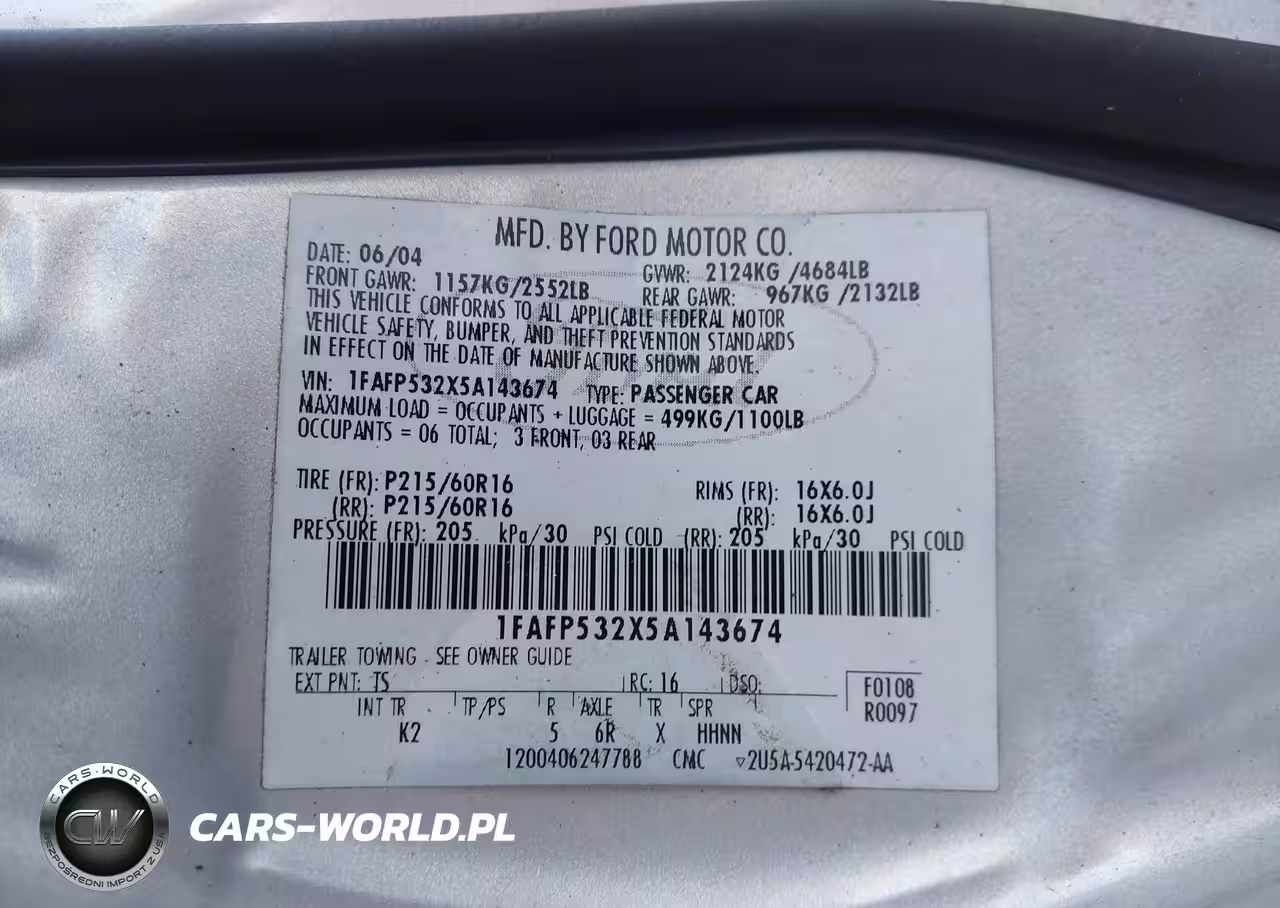 MFD. BY FORD MOTOR CO.
DATE: 06/04
GVWR: 2124KG /4684LB
FRONT GAWR: 1157KG/2552LB
REAR GAWR: 967KG /2132LB
THIS VEHICLE CONFORMS TO ALL APPLICABLE FEDERAL MOTOR
VEHICLE SAFETY, BUMPER, AND THEFT PREVENTION STANDARDS
IN EFFECT ON THE DATE OF MANUFACTURE SHOWN ABOVE.
VIN: 1FAFP532X5A143674 TYPE: PASSENGER CAR
MAXIMUM LOAD = OCCUPANTS + LUGGAGE = 499KG/1100LB
OCCUPANTS = 06 TOTAL; 3 FRONT, 03 REAR
TIRE (FR): P215/60R16 RIMS (FR): 16X6.0J
(RR): P215/60R16 (RR): 16X6.0J
PRESSURE (FR): 205 kPa/30 PSI COLD (RR): 205 kPa/30 PSI COLD
1FAFP532X5A143674
TRAILER TOWING - SEE OWNER GUIDE
EXT PNT: TS RC: 16 DSO: F0108
INT TR TP/PS R AXLE TR SPR R0097
K2 5 6R X HHNN
1200406247788 CMC ▽2U5A-5420472-AA
CARS-WORLD
CW
BEZPOŚREDNI IMPORT Z USA
CARS-WORLD.PL